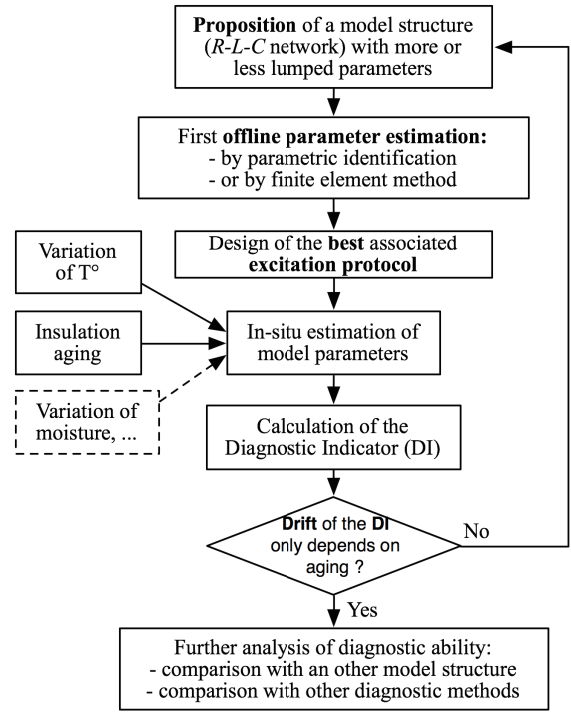 Proposition of a model structure
(R-L-C network) with more or
less lumped parameters
First offline parameter estimation:
- by parametric identification
- or by finite element method
Design of the best associated
excitation protocol
Variation
of T°
Insulation
aging
Variation of
moisture, ...
In-situ estimation of
model parameters
Calculation of the
Diagnostic Indicator (DI)
Drift of the DI
only depends on
aging ?
No
Yes
Further analysis of diagnostic ability:
- comparison with an other model structure
- comparison with other diagnostic methods